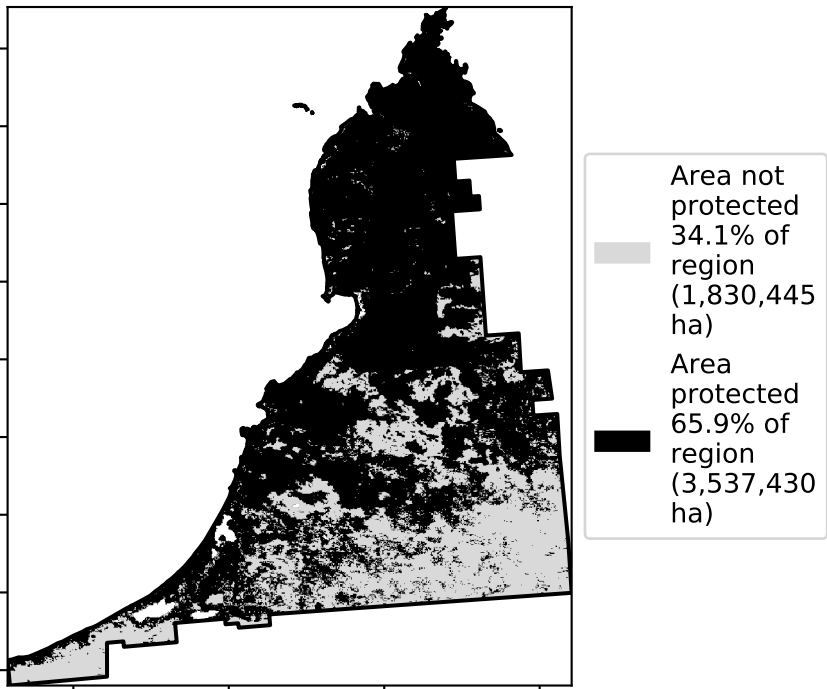 Area not
protected
34.1% of
region
(1,830,445
ha)
Area
protected
65.9% of
region
(3,537,430
ha)